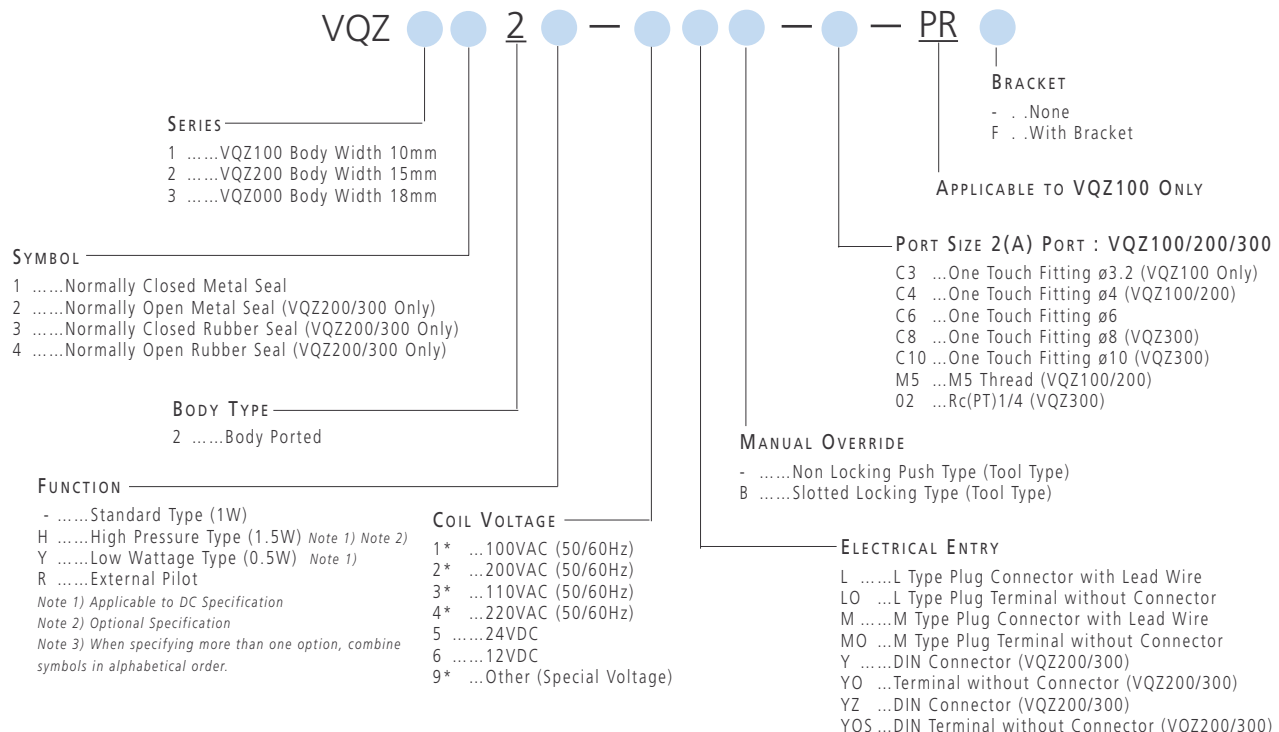 VQZ 2 — — — PR
BRACKET
- . .None
F . .With Bracket
SERIES
1 ......VQZ100 Body Width 10mm
2 ......VQZ200 Body Width 15mm
3 ......VQZ000 Body Width 18mm
APPLICABLE TO VQZ100 ONLY
SYMBOL
1 ......Normally Closed Metal Seal
2 ......Normally Open Metal Seal (VQZ200/300 Only)
3 ......Normally Closed Rubber Seal (VQZ200/300 Only)
4 ......Normally Open Rubber Seal (VQZ200/300 Only)
PORT SIZE 2(A) PORT : VQZ100/200/300
C3 ...One Touch Fitting ø3.2 (VQZ100 Only)
C4 ...One Touch Fitting ø4 (VQZ100/200)
C6 ...One Touch Fitting ø6
C8 ...One Touch Fitting ø8 (VQZ300)
C10 ...One Touch Fitting ø10 (VQZ300)
M5 ...M5 Thread (VQZ100/200)
02 ...Rc(PT)1/4 (VQZ300)
BODY TYPE
2 ......Body Ported
MANUAL OVERRIDE
- ......Non Locking Push Type (Tool Type)
B ......Slotted Locking Type (Tool Type)
FUNCTION
- ......Standard Type (1W)
H ......High Pressure Type (1.5W) Note 1) Note 2)
Y ......Low Wattage Type (0.5W) Note 1)
R ......External Pilot
Note 1) Applicable to DC Specification
Note 2) Optional Specification
Note 3) When specifying more than one option, combine
symbols in alphabetical order.
COIL VOLTAGE
1* ...100VAC (50/60Hz)
2* ...200VAC (50/60Hz)
3* ...110VAC (50/60Hz)
4* ...220VAC (50/60Hz)
5 ......24VDC
6 ......12VDC
9* ...Other (Special Voltage)
ELECTRICAL ENTRY
L ......L Type Plug Connector with Lead Wire
LO ...L Type Plug Terminal without Connector
M ......M Type Plug Connector with Lead Wire
MO ...M Type Plug Terminal without Connector
Y ......DIN Connector (VQZ200/300)
YO ...Terminal without Connector (VQZ200/300)
YZ ...DIN Connector (VQZ200/300)
YOS ...DIN Terminal without Connector (VQZ200/300)